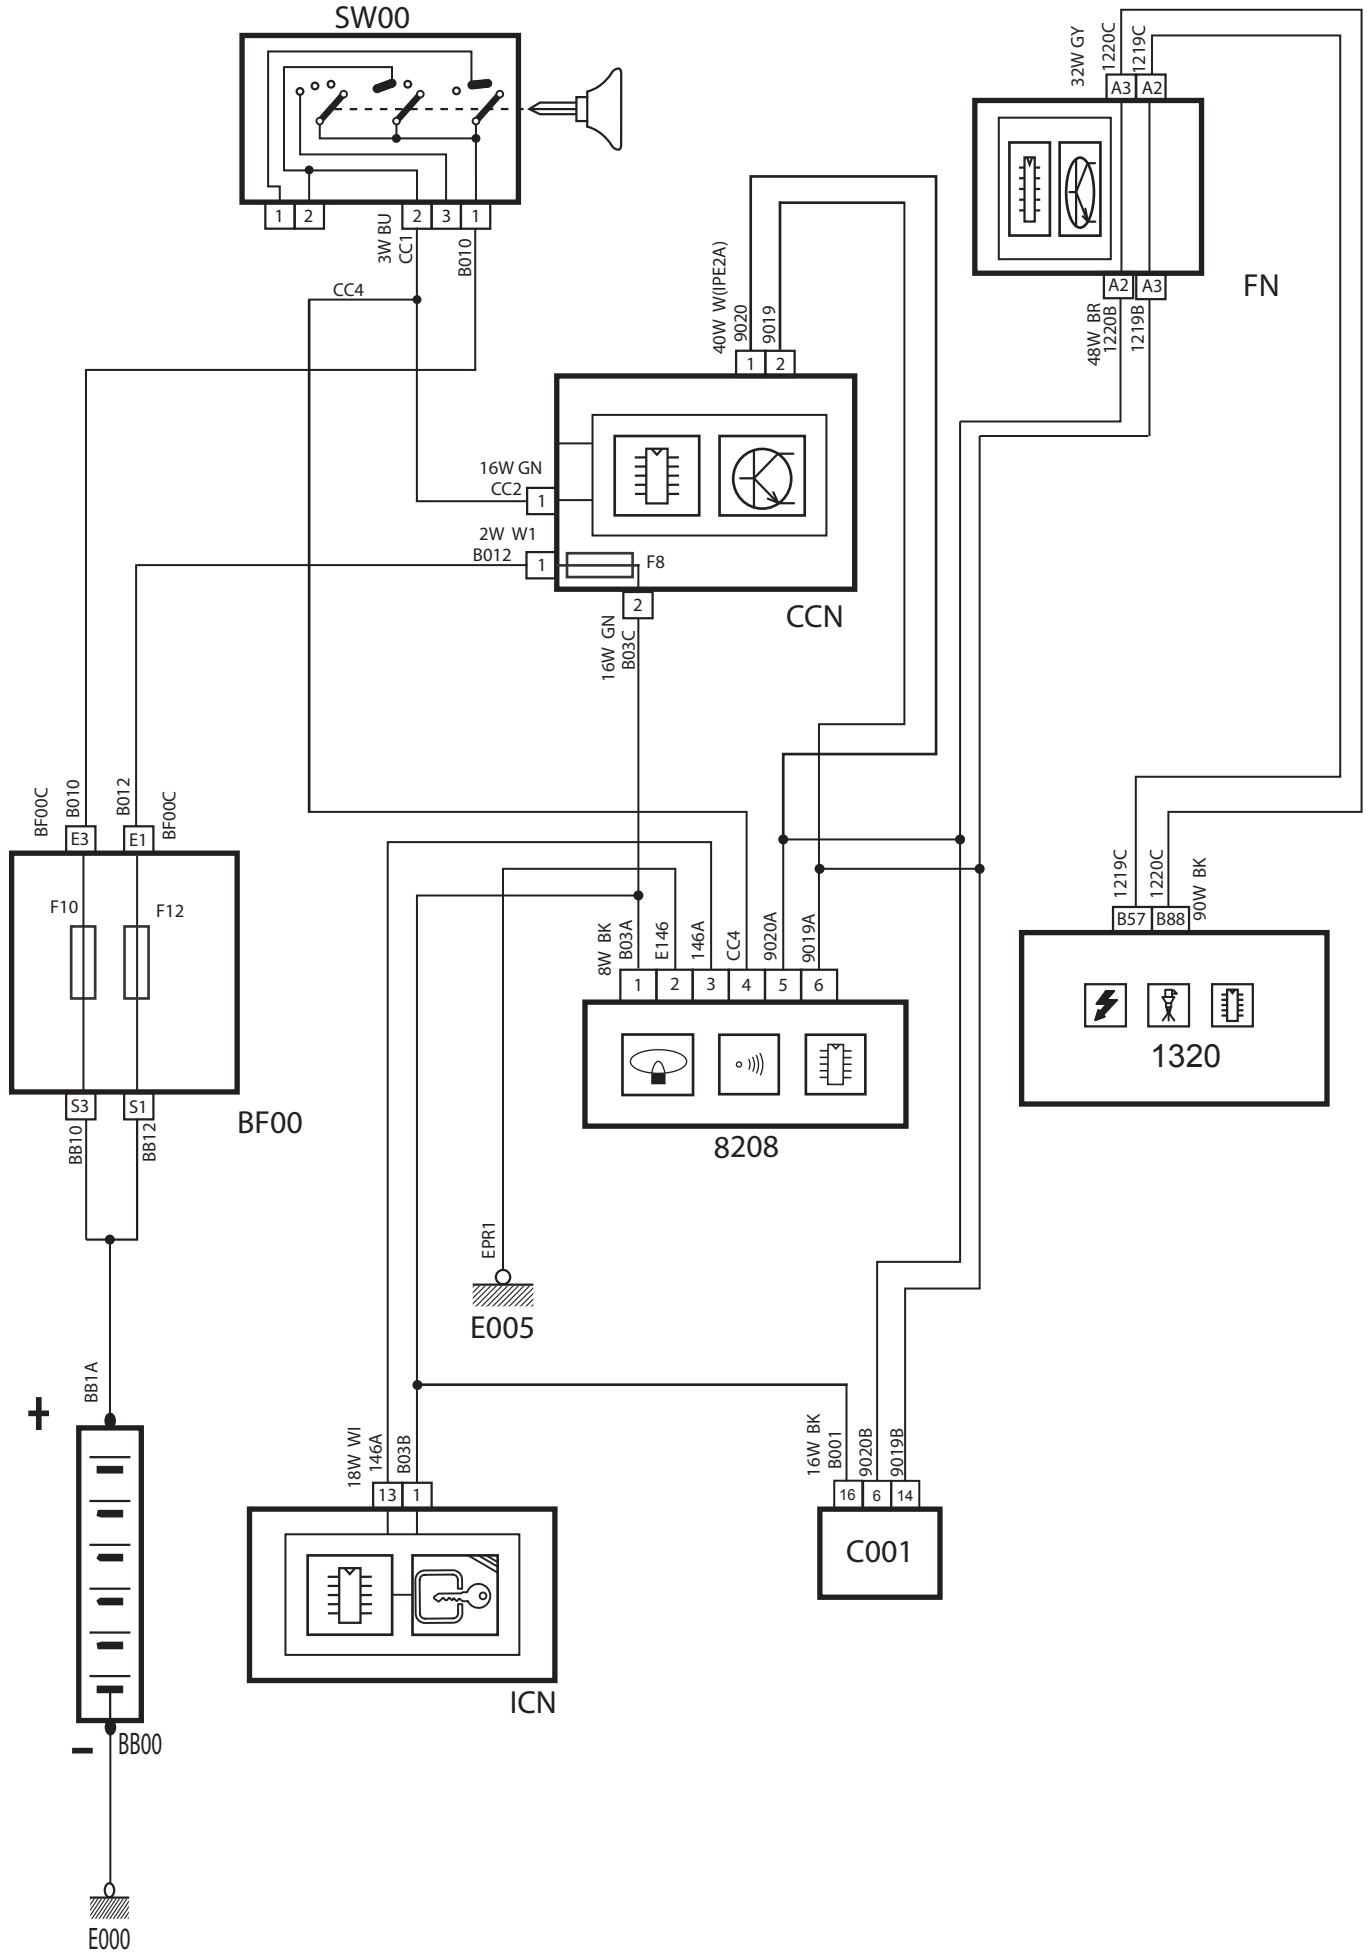 SW00
1 2 2 3 1
3W BU
CC1
B010
CC4
32W GY
1220C
1219C
A3 A2
A2 A3
FN
48W BR
1220B
1219B
40W W(IPE2A)
9020
9019
1 2
16W GN
CC2
1
2W W1
B012
1
F8
2
CCN
16W GN
B03C
BF00C
B010
B012
BF00C
E3 E1
F10
F12
S3 S1
BF00
BB10
BB12
8W BK
B03A
E146
146A
CC4
9020A
9019A
1 2 3 4 5 6
8208
1219C
1220C
90W BK
B57 B88
1320
EPR1
E005
BB1A
+
-
BB00
E000
18W WI
146A
B03B
13 1
ICN
16W BK
B001
9020B
9019B
16 6 14
C001